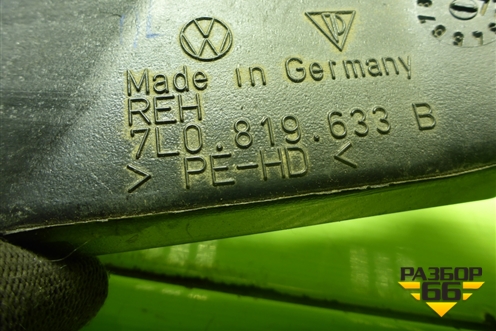 Made in Germany
REH
7L0.819.633 B
> PE-HD <
РАЗБОР
66